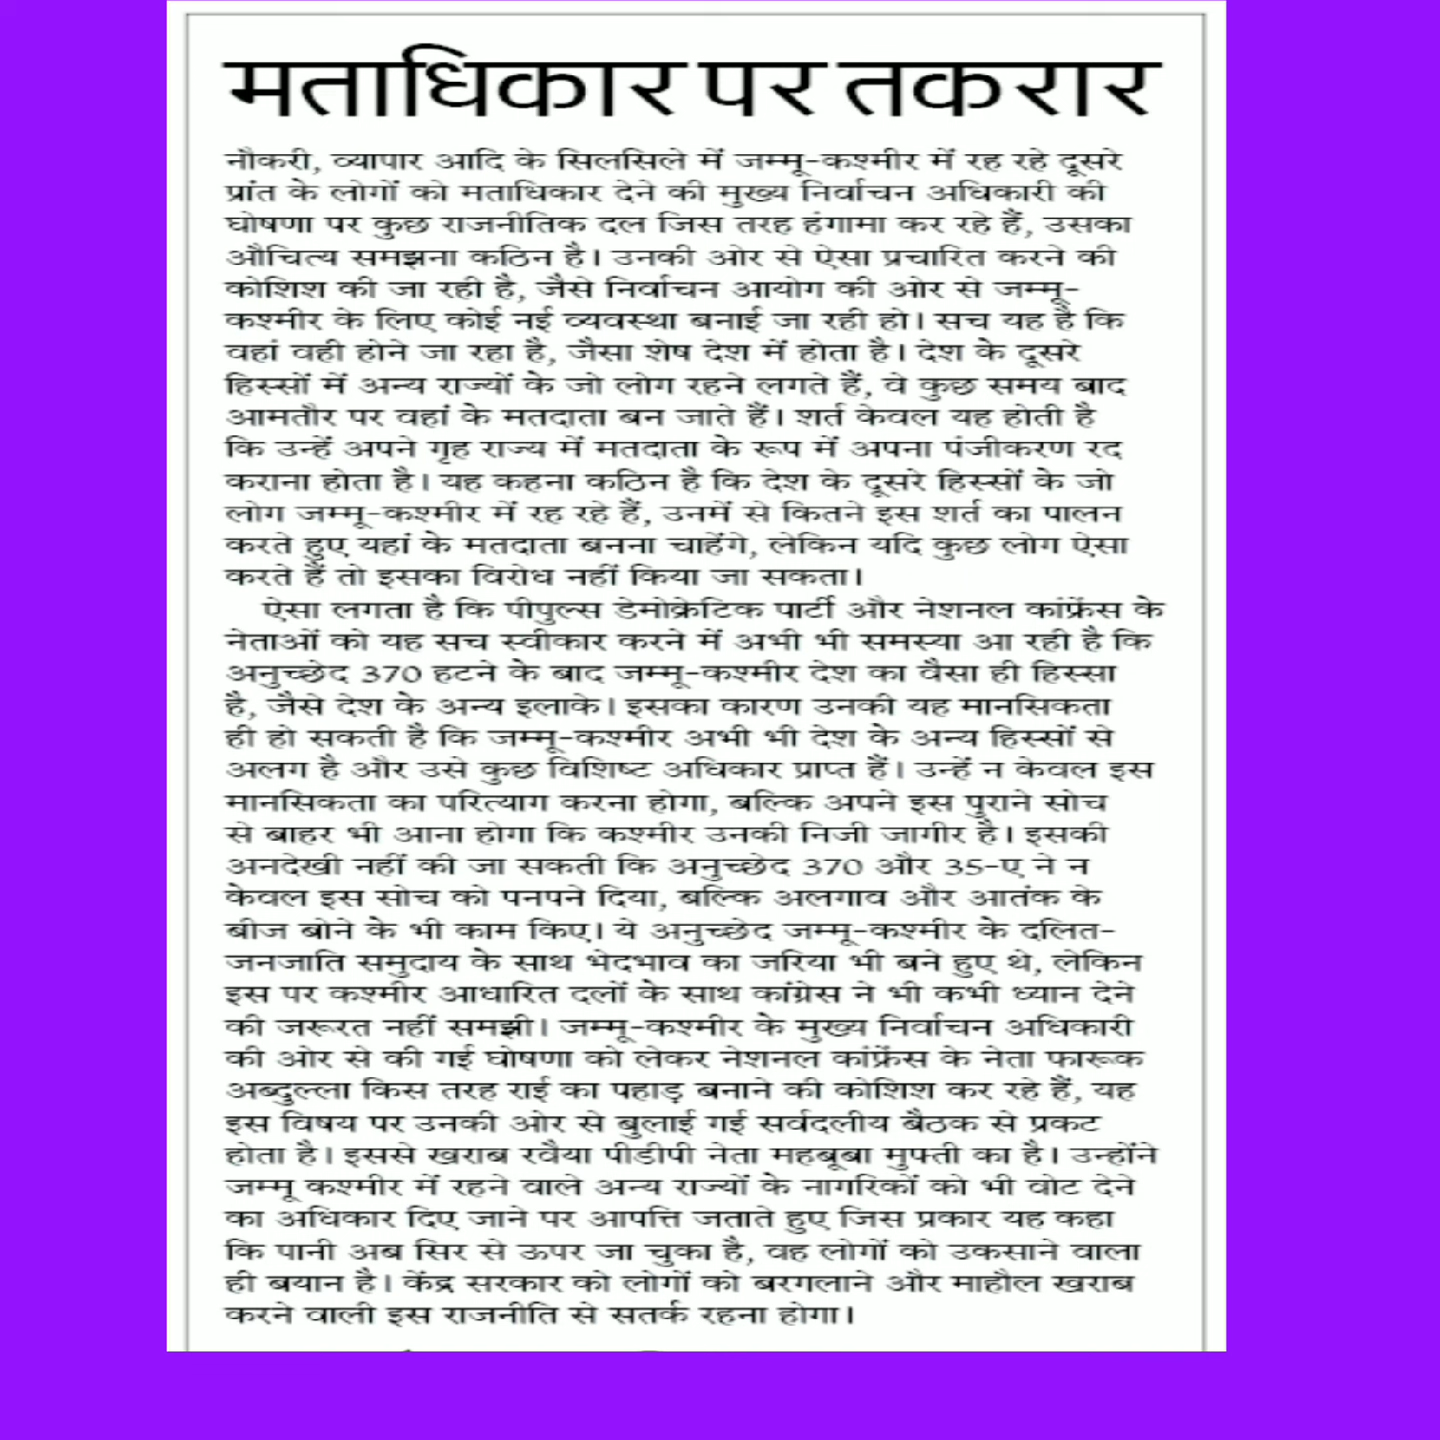 मताधिकार पर तकरार
नौकरी, व्यापार आदि के सिलसिले में जम्मू-कश्मीर में रह रहे दूसरे
प्रांत के लोगों को मताधिकार देने की मुख्य निर्वाचन अधिकारी की
घोषणा पर कुछ राजनीतिक दल जिस तरह हंगामा कर रहे हैं, उसका
औचित्य समझना कठिन है। उनकी ओर से ऐसा प्रचारित करने की
कोशिश की जा रही है, जैसे निर्वाचन आयोग की ओर से जम्मू-
कश्मीर के लिए कोई नई व्यवस्था बनाई जा रही हो। सच यह है कि
वहां वही होने जा रहा है, जैसा शेष देश में होता है। देश के दूसरे
हिस्सों में अन्य राज्यों के जो लोग रहने लगते हैं, वे कुछ समय बाद
आमतौर पर वहां के मतदाता बन जाते हैं। शर्त केवल यह होती है
कि उन्हें अपने गृह राज्य में मतदाता के रूप में अपना पंजीकरण रद
कराना होता है। यह कहना कठिन है कि देश के दूसरे हिस्सों के जो
लोग जम्मू-कश्मीर में रह रहे हैं, उनमें से कितने इस शर्त का पालन
करते हुए यहां के मतदाता बनना चाहेंगे, लेकिन यदि कुछ लोग ऐसा
करते हैं तो इसका विरोध नहीं किया जा सकता।
ऐसा लगता है कि पीपुल्स डेमोक्रेटिक पार्टी और नेशनल कांफ्रेंस के
नेताओं को यह सच स्वीकार करने में अभी भी समस्या आ रही है कि
अनुच्छेद 370 हटने के बाद जम्मू-कश्मीर देश का वैसा ही हिस्सा
है, जैसे देश के अन्य इलाके। इसका कारण उनकी यह मानसिकता
ही हो सकती है कि जम्मू-कश्मीर अभी भी देश के अन्य हिस्सों से
अलग है और उसे कुछ विशिष्ट अधिकार प्राप्त हैं। उन्हें न केवल इस
मानसिकता का परित्याग करना होगा, बल्कि अपने इस पुराने सोच
से बाहर भी आना होगा कि कश्मीर उनकी निजी जागीर है। इसकी
अनदेखी नहीं की जा सकती कि अनुच्छेद 370 और 35-ए ने न
केवल इस सोच को पनपने दिया, बल्कि अलगाव और आतंक के
बीज बोने के भी काम किए। ये अनुच्छेद जम्मू-कश्मीर के दलित-
जनजाति समुदाय के साथ भेदभाव का जरिया भी बने हुए थे, लेकिन
इस पर कश्मीर आधारित दलों के साथ कांग्रेस ने भी कभी ध्यान देने
की जरूरत नहीं समझी। जम्मू-कश्मीर के मुख्य निर्वाचन अधिकारी
की ओर से की गई घोषणा को लेकर नेशनल कांफ्रेंस के नेता फारूक
अब्दुल्ला किस तरह राई का पहाड़ बनाने की कोशिश कर रहे हैं, यह
इस विषय पर उनकी ओर से बुलाई गई सर्वदलीय बैठक से प्रकट
होता है। इससे खराब रवैया पीडीपी नेता महबूबा मुफ्ती का है। उन्होंने
जम्मू कश्मीर में रहने वाले अन्य राज्यों के नागरिकों को भी वोट देने
का अधिकार दिए जाने पर आपत्ति जताते हुए जिस प्रकार यह कहा
कि पानी अब सिर से ऊपर जा चुका है, वह लोगों को उकसाने वाला
ही बयान है। केंद्र सरकार को लोगों को बरगलाने और माहौल खराब
करने वाली इस राजनीति से सतर्क रहना होगा।